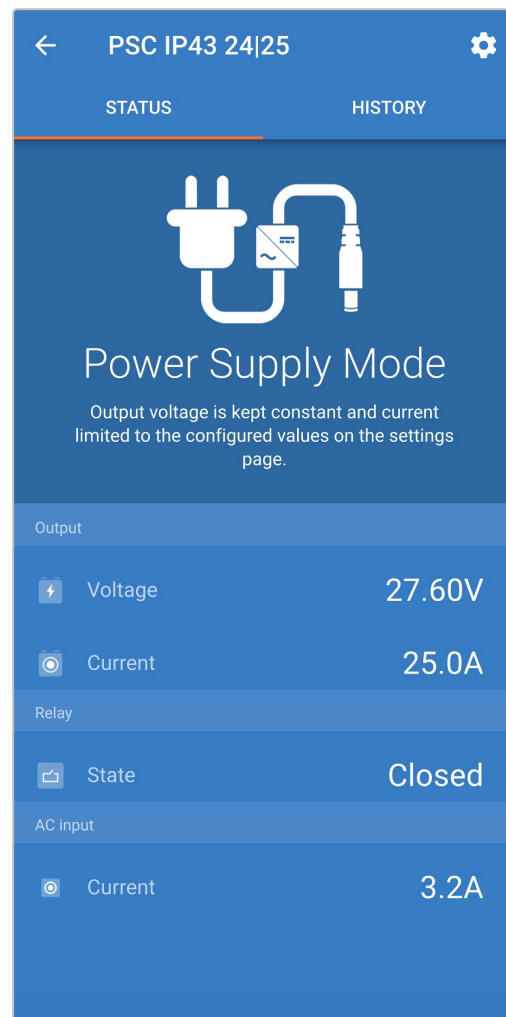 PSC IP43 24|25
STATUS
HISTORY
Power Supply Mode
Output voltage is kept constant and current
limited to the configured values on the settings
page.
Output
Voltage 27.60V
Current 25.0A
Relay
State Closed
AC input
Current 3.2A